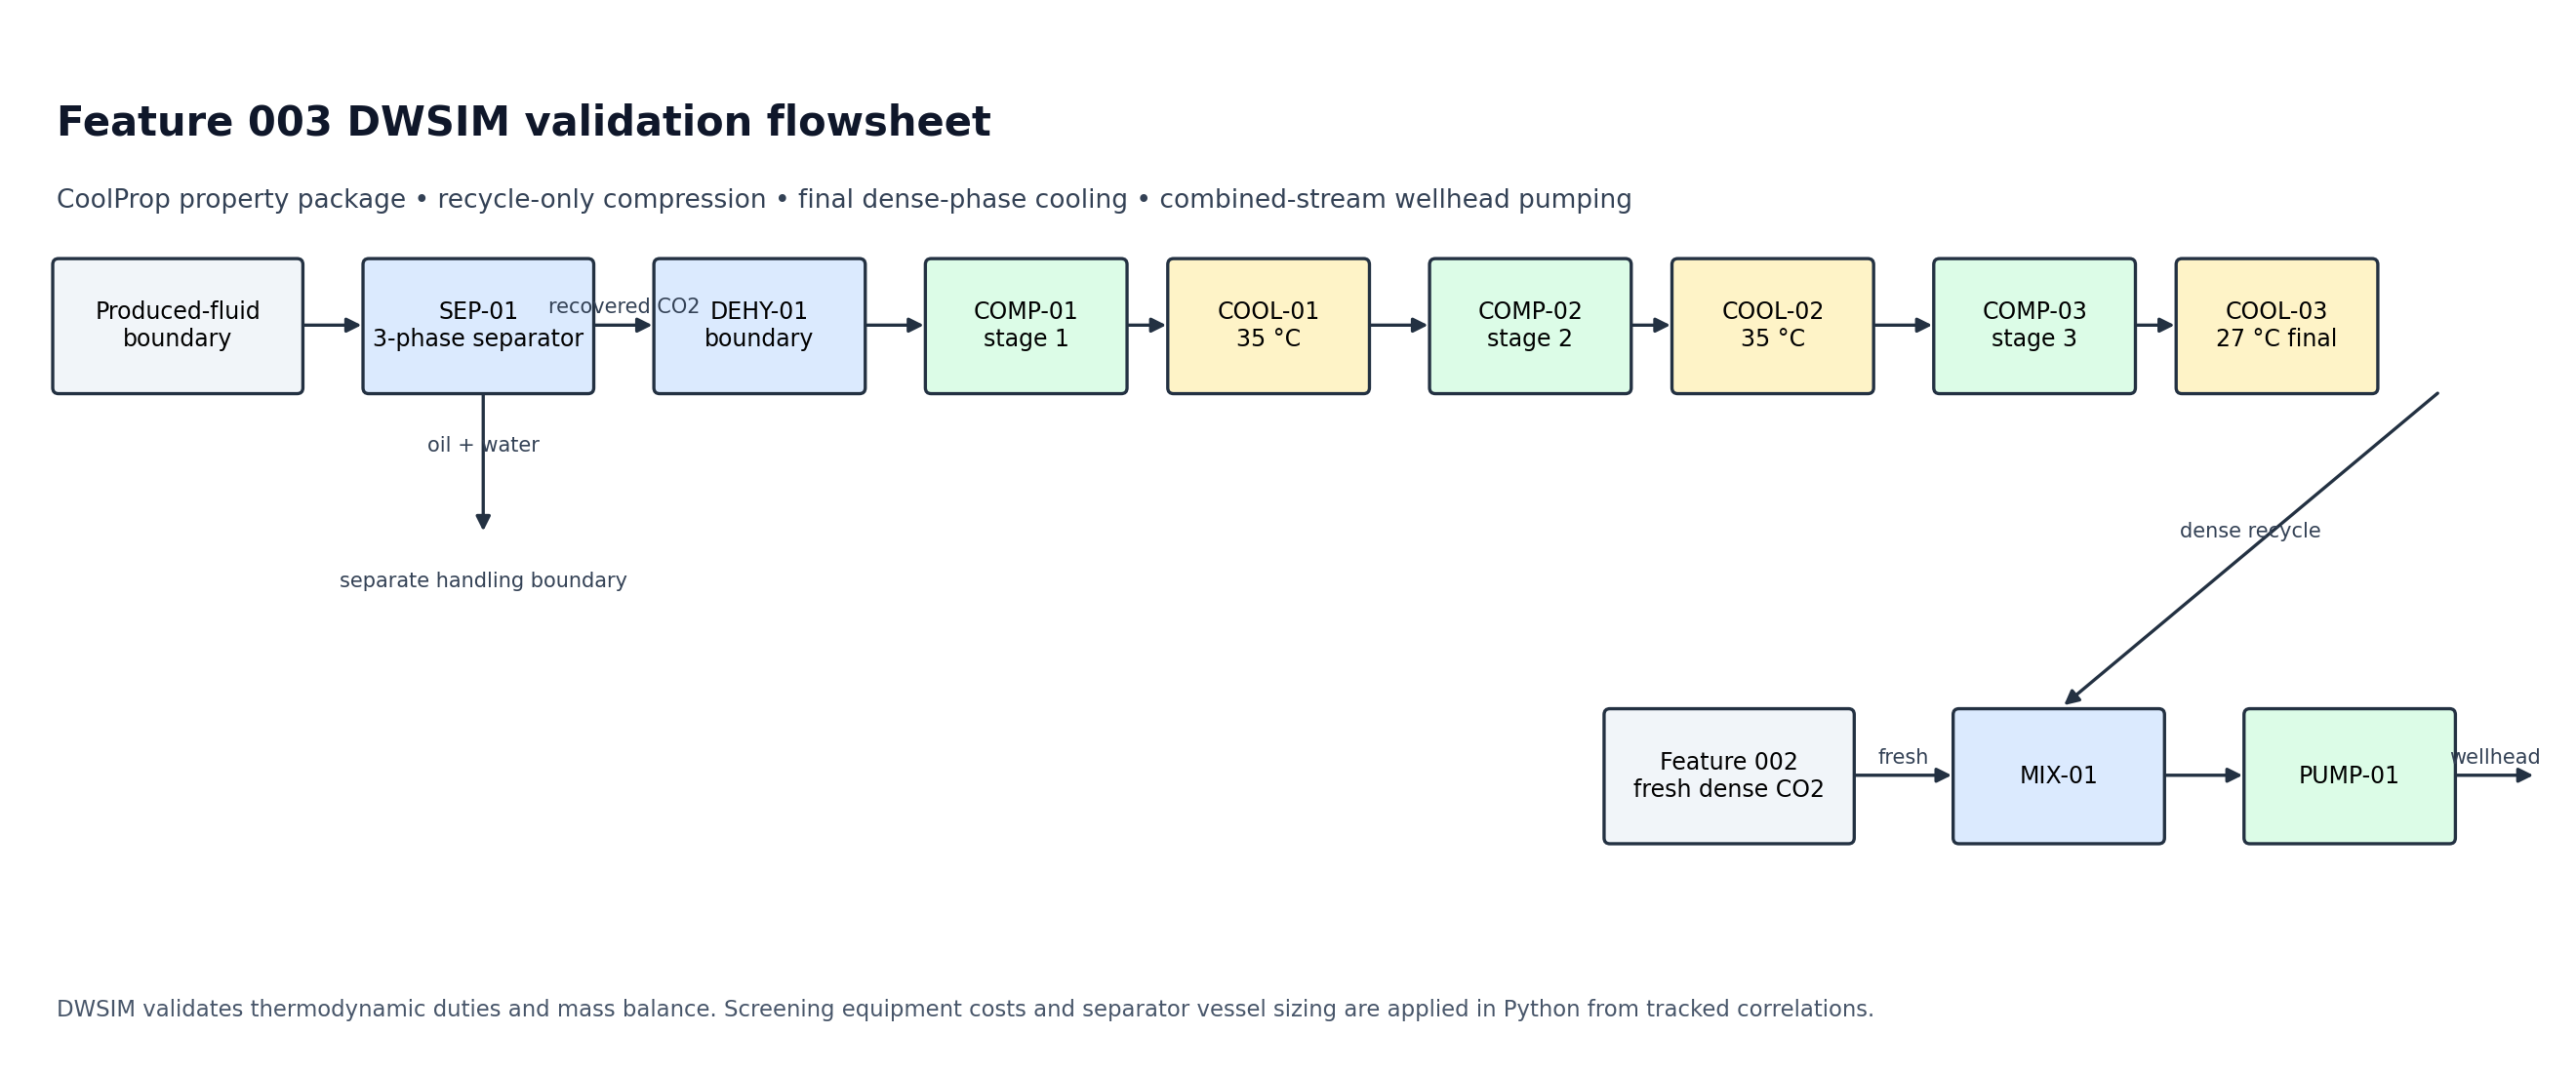 Feature 003 DWSIM validation flowsheet
CoolProp property package • recycle-only compression • final dense-phase cooling • combined-stream wellhead pumping
Produced-fluid
boundary
SEP-01
3-phase separator
recovered CO2
DEHY-01
boundary
COMP-01
stage 1
COOL-01
35 °C
COMP-02
stage 2
COOL-02
35 °C
COMP-03
stage 3
COOL-03
27 °C final
oil + water
separate handling boundary
dense recycle
Feature 002
fresh dense CO2
fresh
MIX-01
PUMP-01
wellhead
DWSIM validates thermodynamic duties and mass balance. Screening equipment costs and separator vessel sizing are applied in Python from tracked correlations.